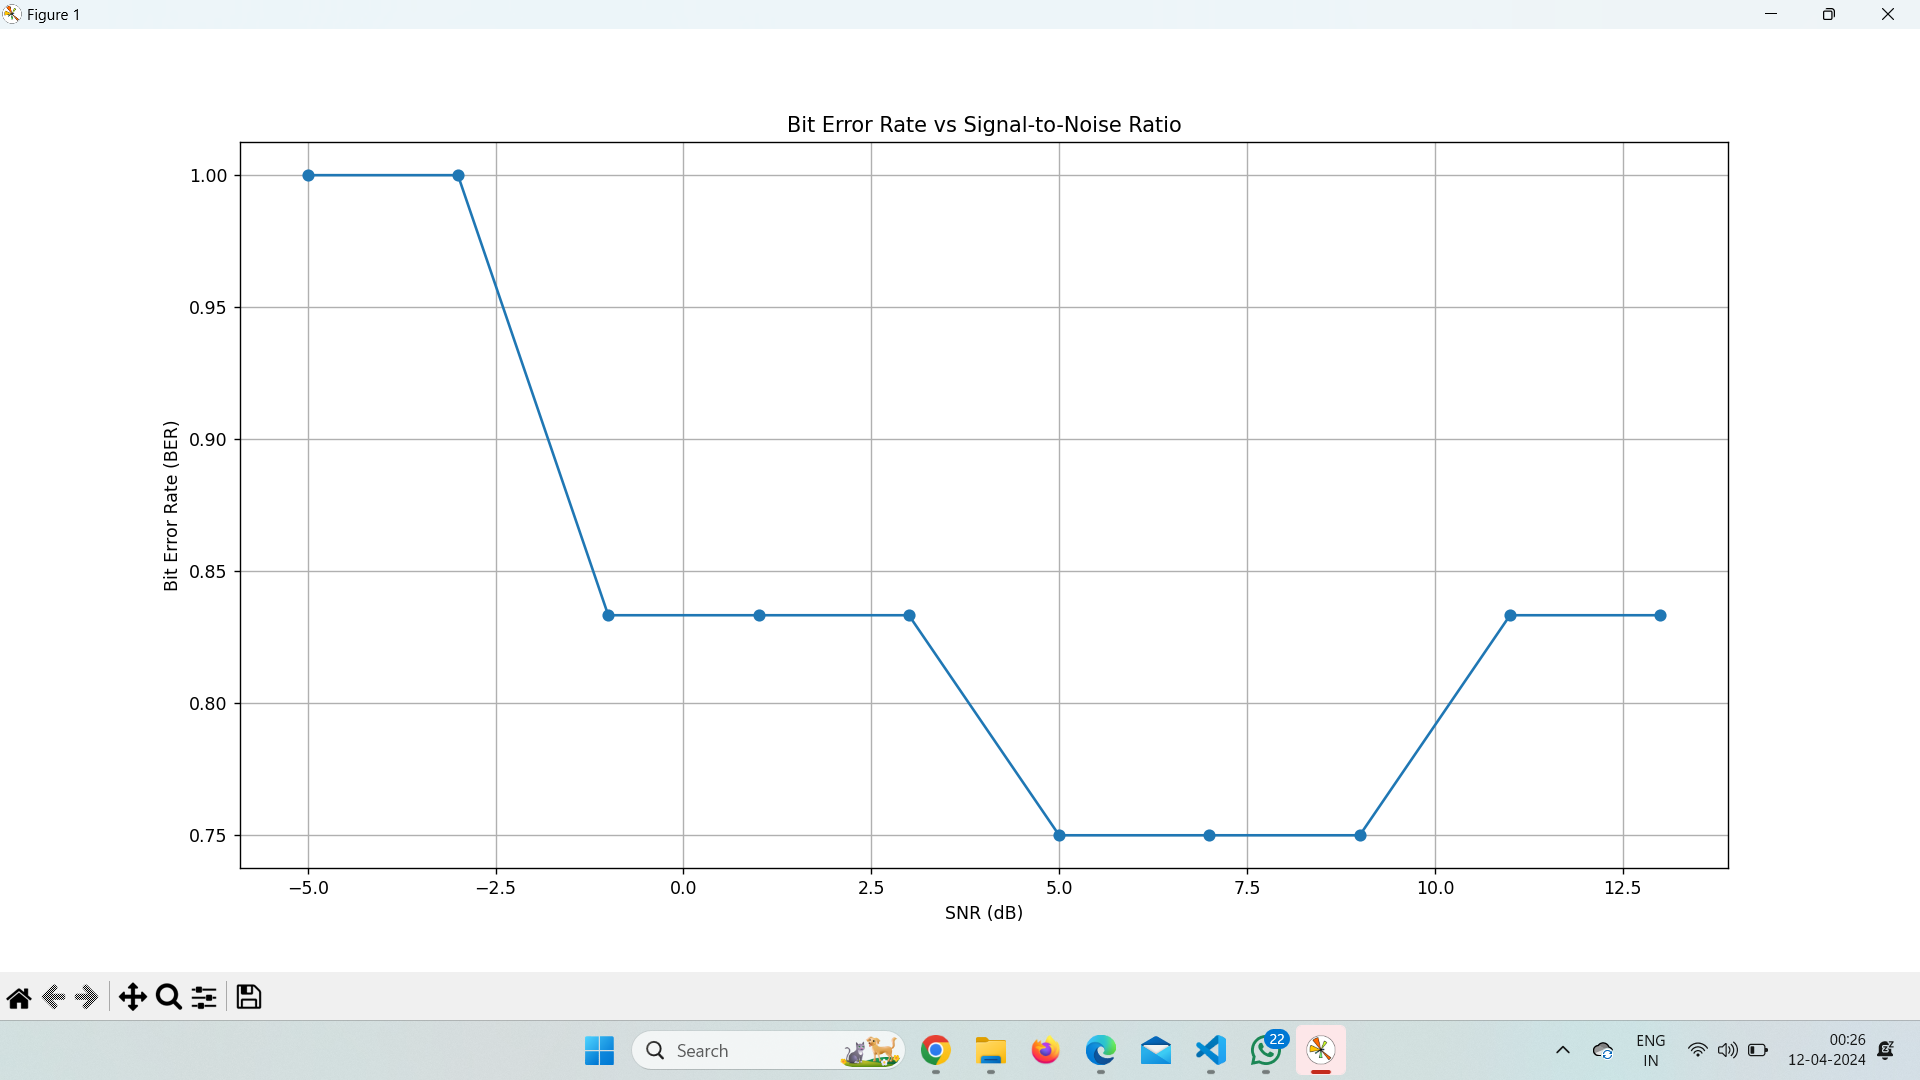 Figure 1
Bit Error Rate vs Signal-to-Noise Ratio
1.00
0.95
0.90
0.85
0.80
0.75
Bit Error Rate (BER)
−5.0
−2.5
0.0
2.5
5.0
7.5
10.0
12.5
SNR (dB)
Search
22
ENG
IN
00:26
12-04-2024